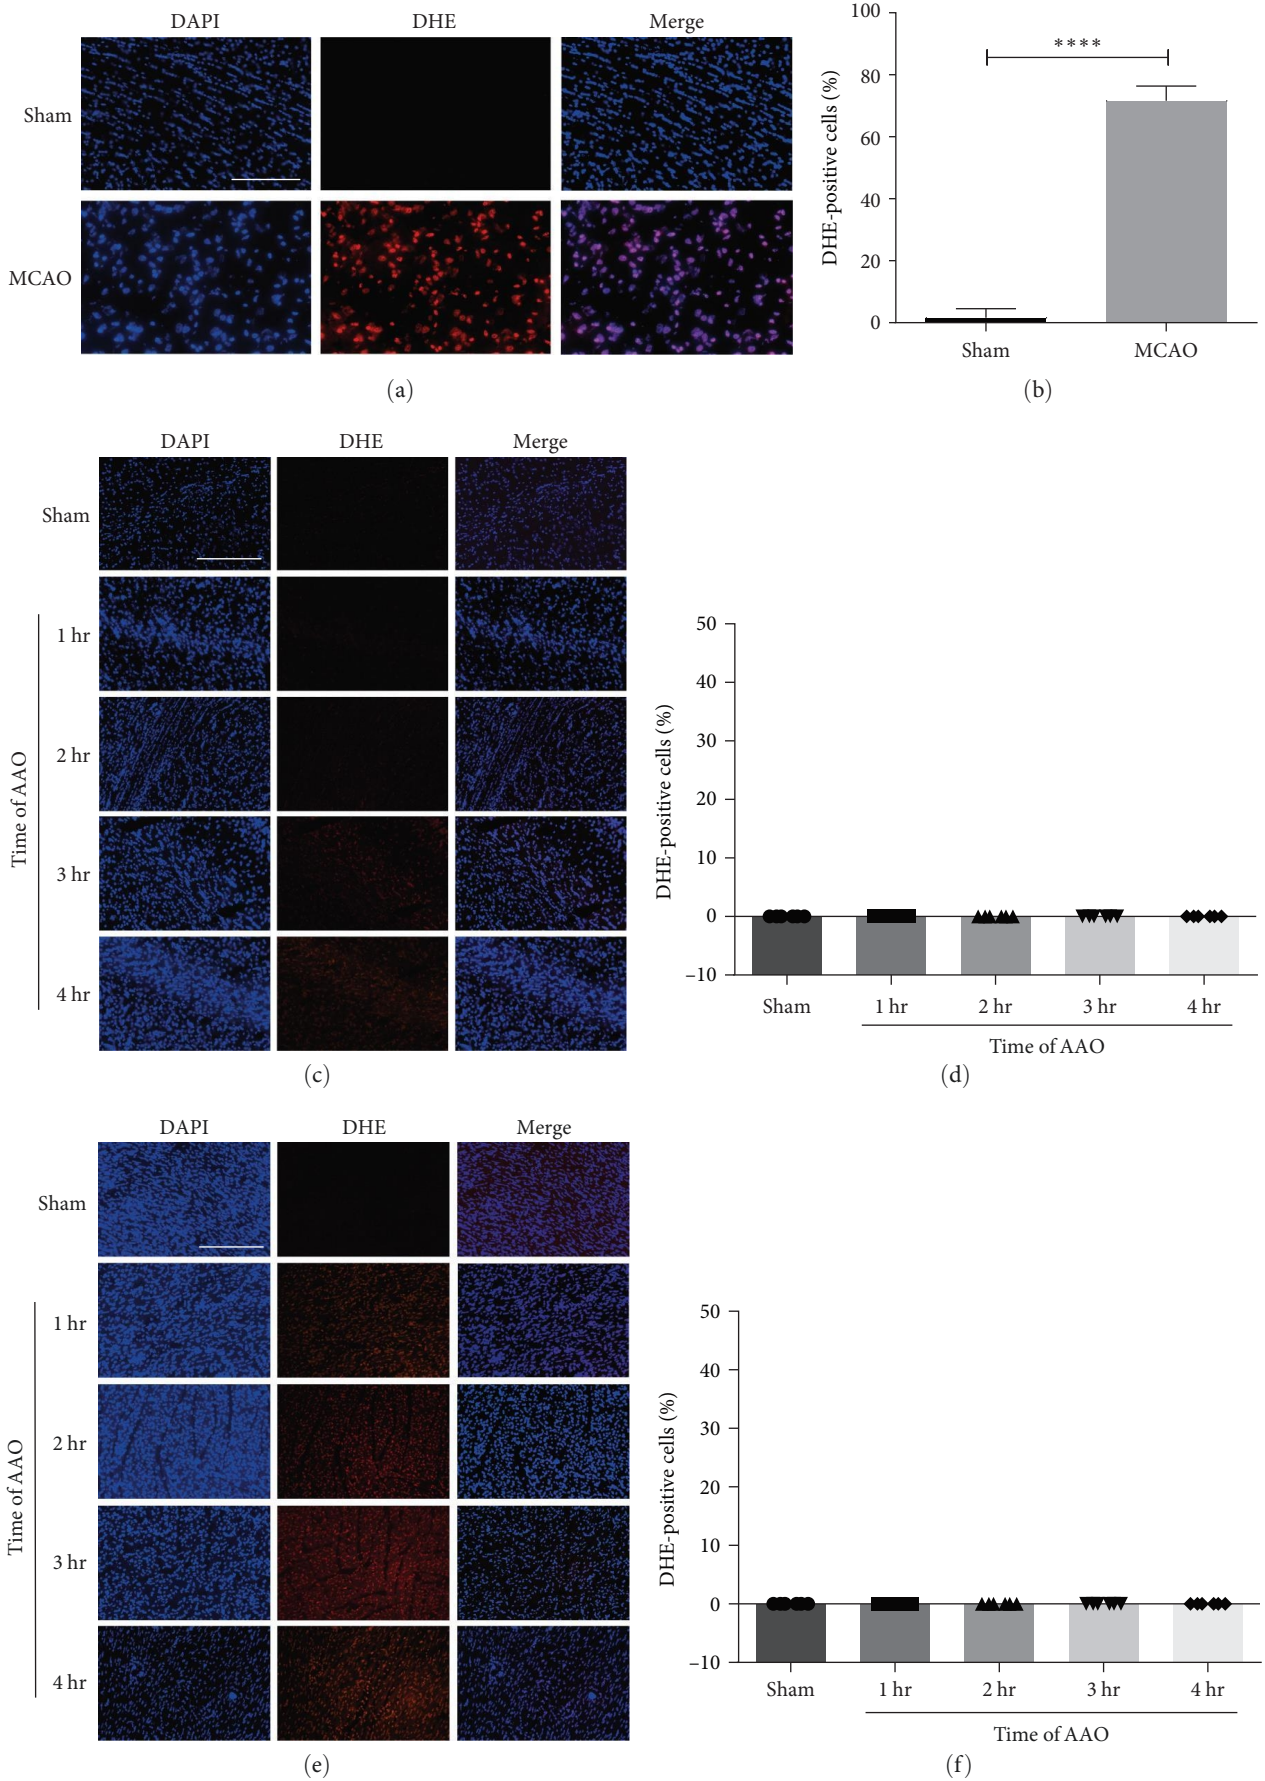 DAPI DHE Merge
Sham
MCAO
(a)
100
80
60
40
20
0
DHE-positive cells (%)
****
Sham MCAO
(b)
DAPI DHE Merge
Sham
1 hr
2 hr
3 hr
4 hr
Time of AAO
(c)
50
40
30
20
10
0
–10
DHE-positive cells (%)
Sham 1 hr 2 hr 3 hr 4 hr
Time of AAO
(d)
DAPI DHE Merge
Sham
1 hr
2 hr
3 hr
4 hr
Time of AAO
(e)
50
40
30
20
10
0
–10
DHE-positive cells (%)
Sham 1 hr 2 hr 3 hr 4 hr
Time of AAO
(f)